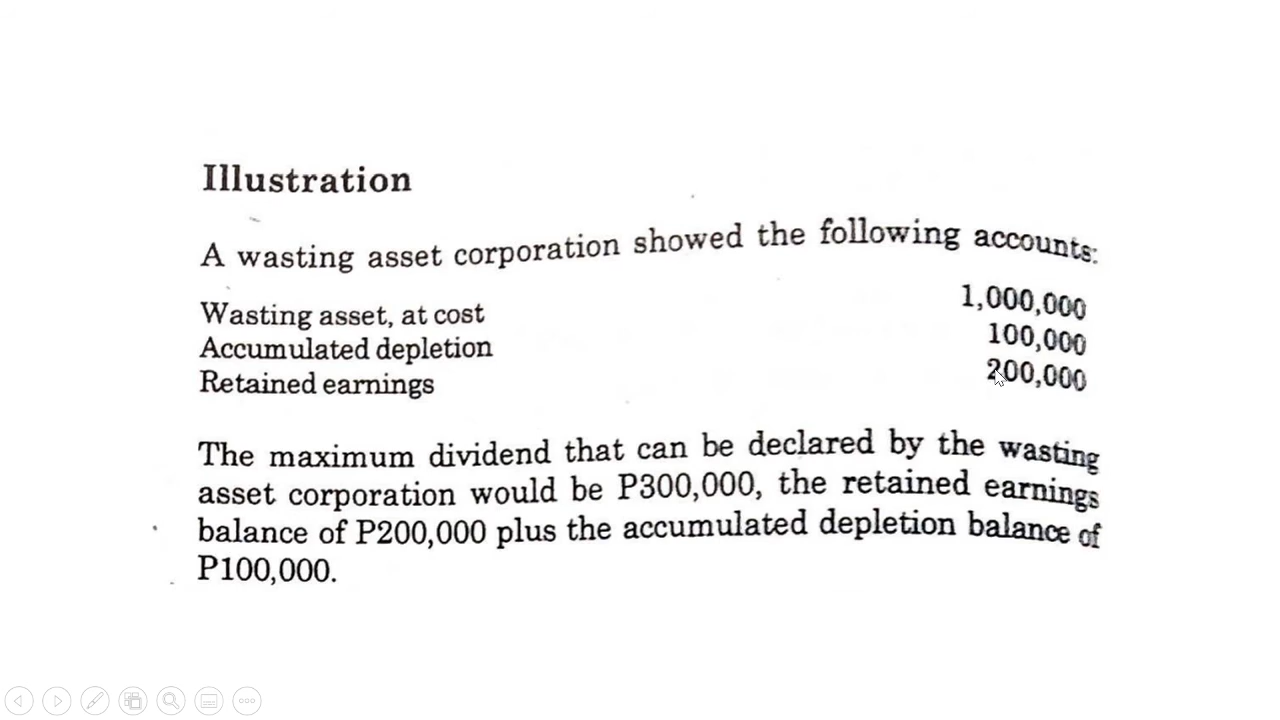 Illustration
A wasting asset corporation showed the following accounts:
Wasting asset, at cost 1,000,000
Accumulated depletion 100,000
Retained earnings 200,000
The maximum dividend that can be declared by the wasting
asset corporation would be P300,000, the retained earnings
balance of P200,000 plus the accumulated depletion balance of
P100,000.